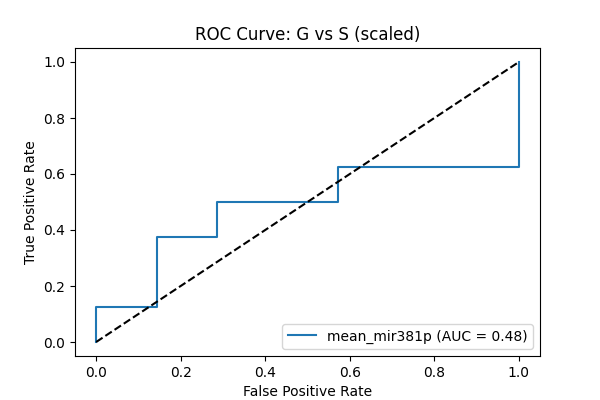 ROC Curve: G vs S (scaled)
True Positive Rate
1.0
0.8
0.6
0.4
0.2
0.0
mean_mir381p (AUC = 0.48)
0.0 0.2 0.4 0.6 0.8 1.0
False Positive Rate